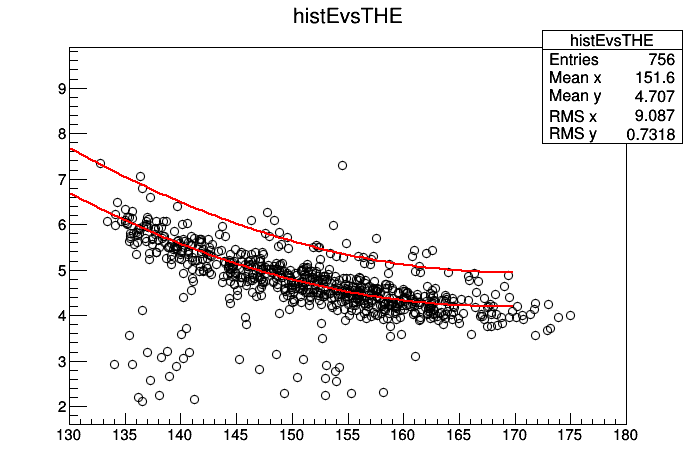 histEvsTHE
histEvsTHE
Entries 756
Mean x 151.6
Mean y 4.707
RMS x 9.087
RMS y 0.7318
9
8
7
6
5
4
3
2
130 135 140 145 150 155 160 165 170 175 180